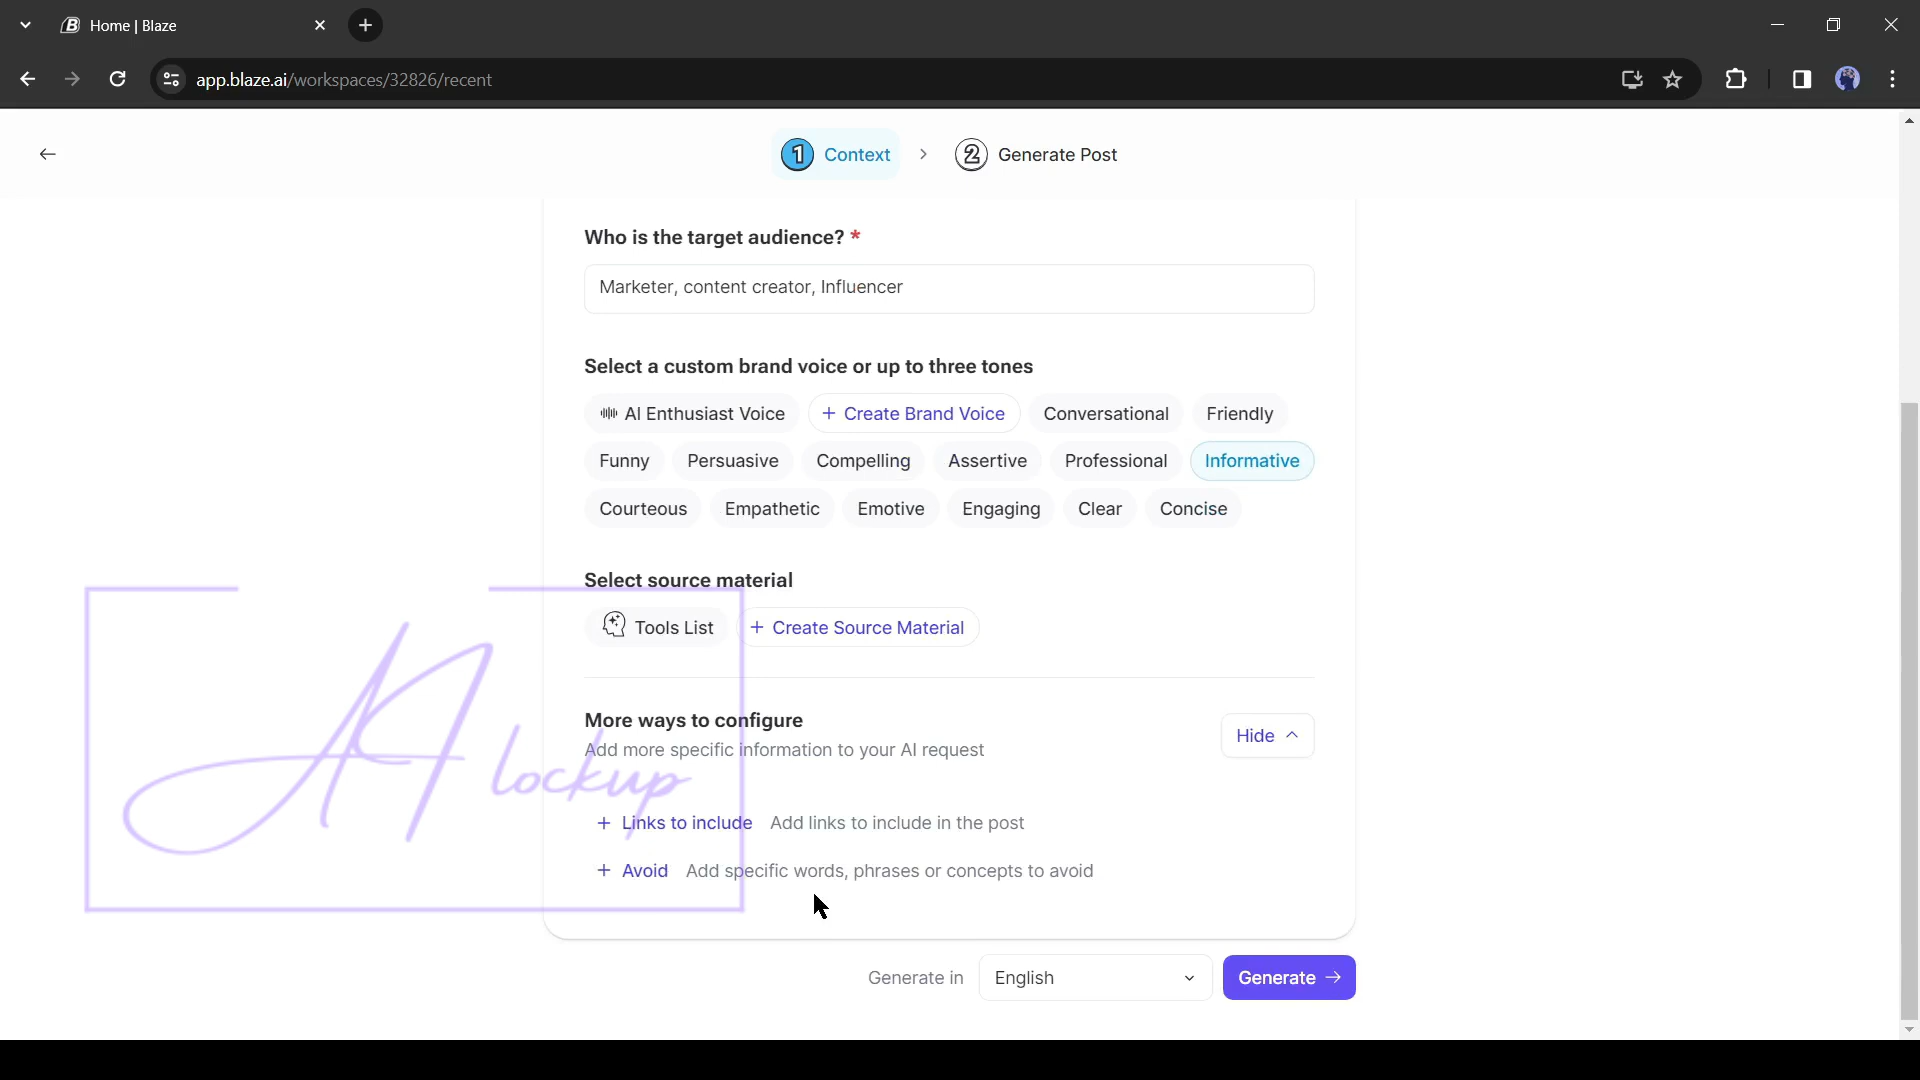 Home | Blaze
app.blaze.ai/workspaces/32826/recent
1 Context > 2 Generate Post
Who is the target audience? *
Marketer, content creator, Influencer
Select a custom brand voice or up to three tones
AI Enthusiast Voice + Create Brand Voice Conversational Friendly
Funny Persuasive Compelling Assertive Professional Informative
Courteous Empathetic Emotive Engaging Clear Concise
Select source material
Tools List + Create Source Material
More ways to configure
Add more specific information to your AI request
Hide
AI lockup
+ Links to include Add links to include in the post
+ Avoid Add specific words, phrases or concepts to avoid
Generate in English Generate →